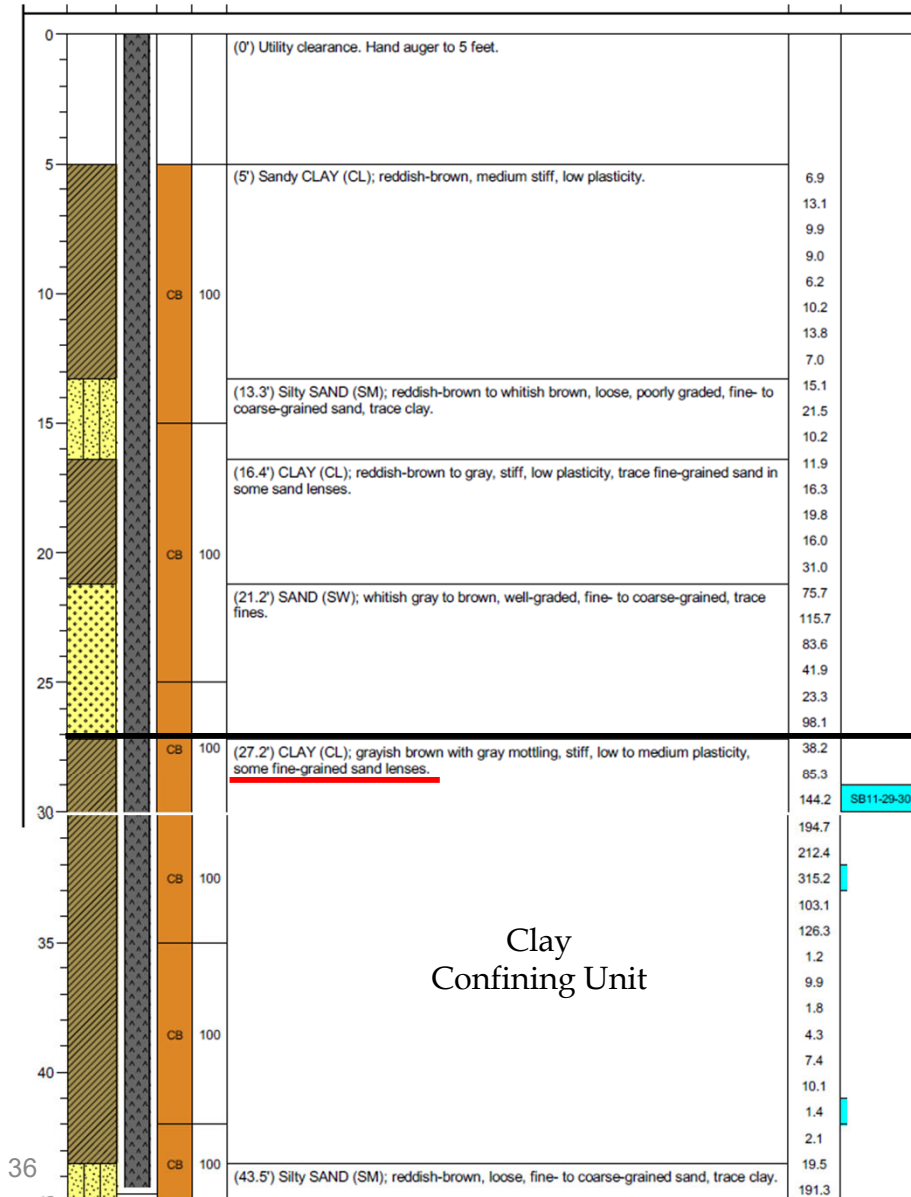 0
(0') Utility clearance. Hand auger to 5 feet.
5
(5') Sandy CLAY (CL); reddish-brown, medium stiff, low plasticity.
6.9
13.1
9.9
9.0
6.2
10
CB
100
10.2
13.8
7.0
(13.3') Silty SAND (SM); reddish-brown to whitish brown, loose, poorly graded, fine- to
coarse-grained sand, trace clay.
15.1
21.5
15
10.2
(16.4') CLAY (CL); reddish-brown to gray, stiff, low plasticity, trace fine-grained sand in
some sand lenses.
11.9
16.3
19.8
20
CB
100
16.0
31.0
(21.2') SAND (SW); whitish gray to brown, well-graded, fine- to coarse-grained, trace
fines.
75.7
115.7
83.6
25
41.9
23.3
98.1
CB
100
(27.2') CLAY (CL); grayish brown with gray mottling, stiff, low to medium plasticity,
some fine-grained sand lenses.
38.2
85.3
144.2
SB11-29-30
30
194.7
212.4
CB
100
315.2
103.1
126.3
35
Clay
Confining Unit
1.2
9.9
1.8
CB
100
4.3
7.4
40
10.1
1.4
2.1
36
CB
100
(43.5') Silty SAND (SM); reddish-brown, loose, fine- to coarse-grained sand, trace clay.
19.5
191.3